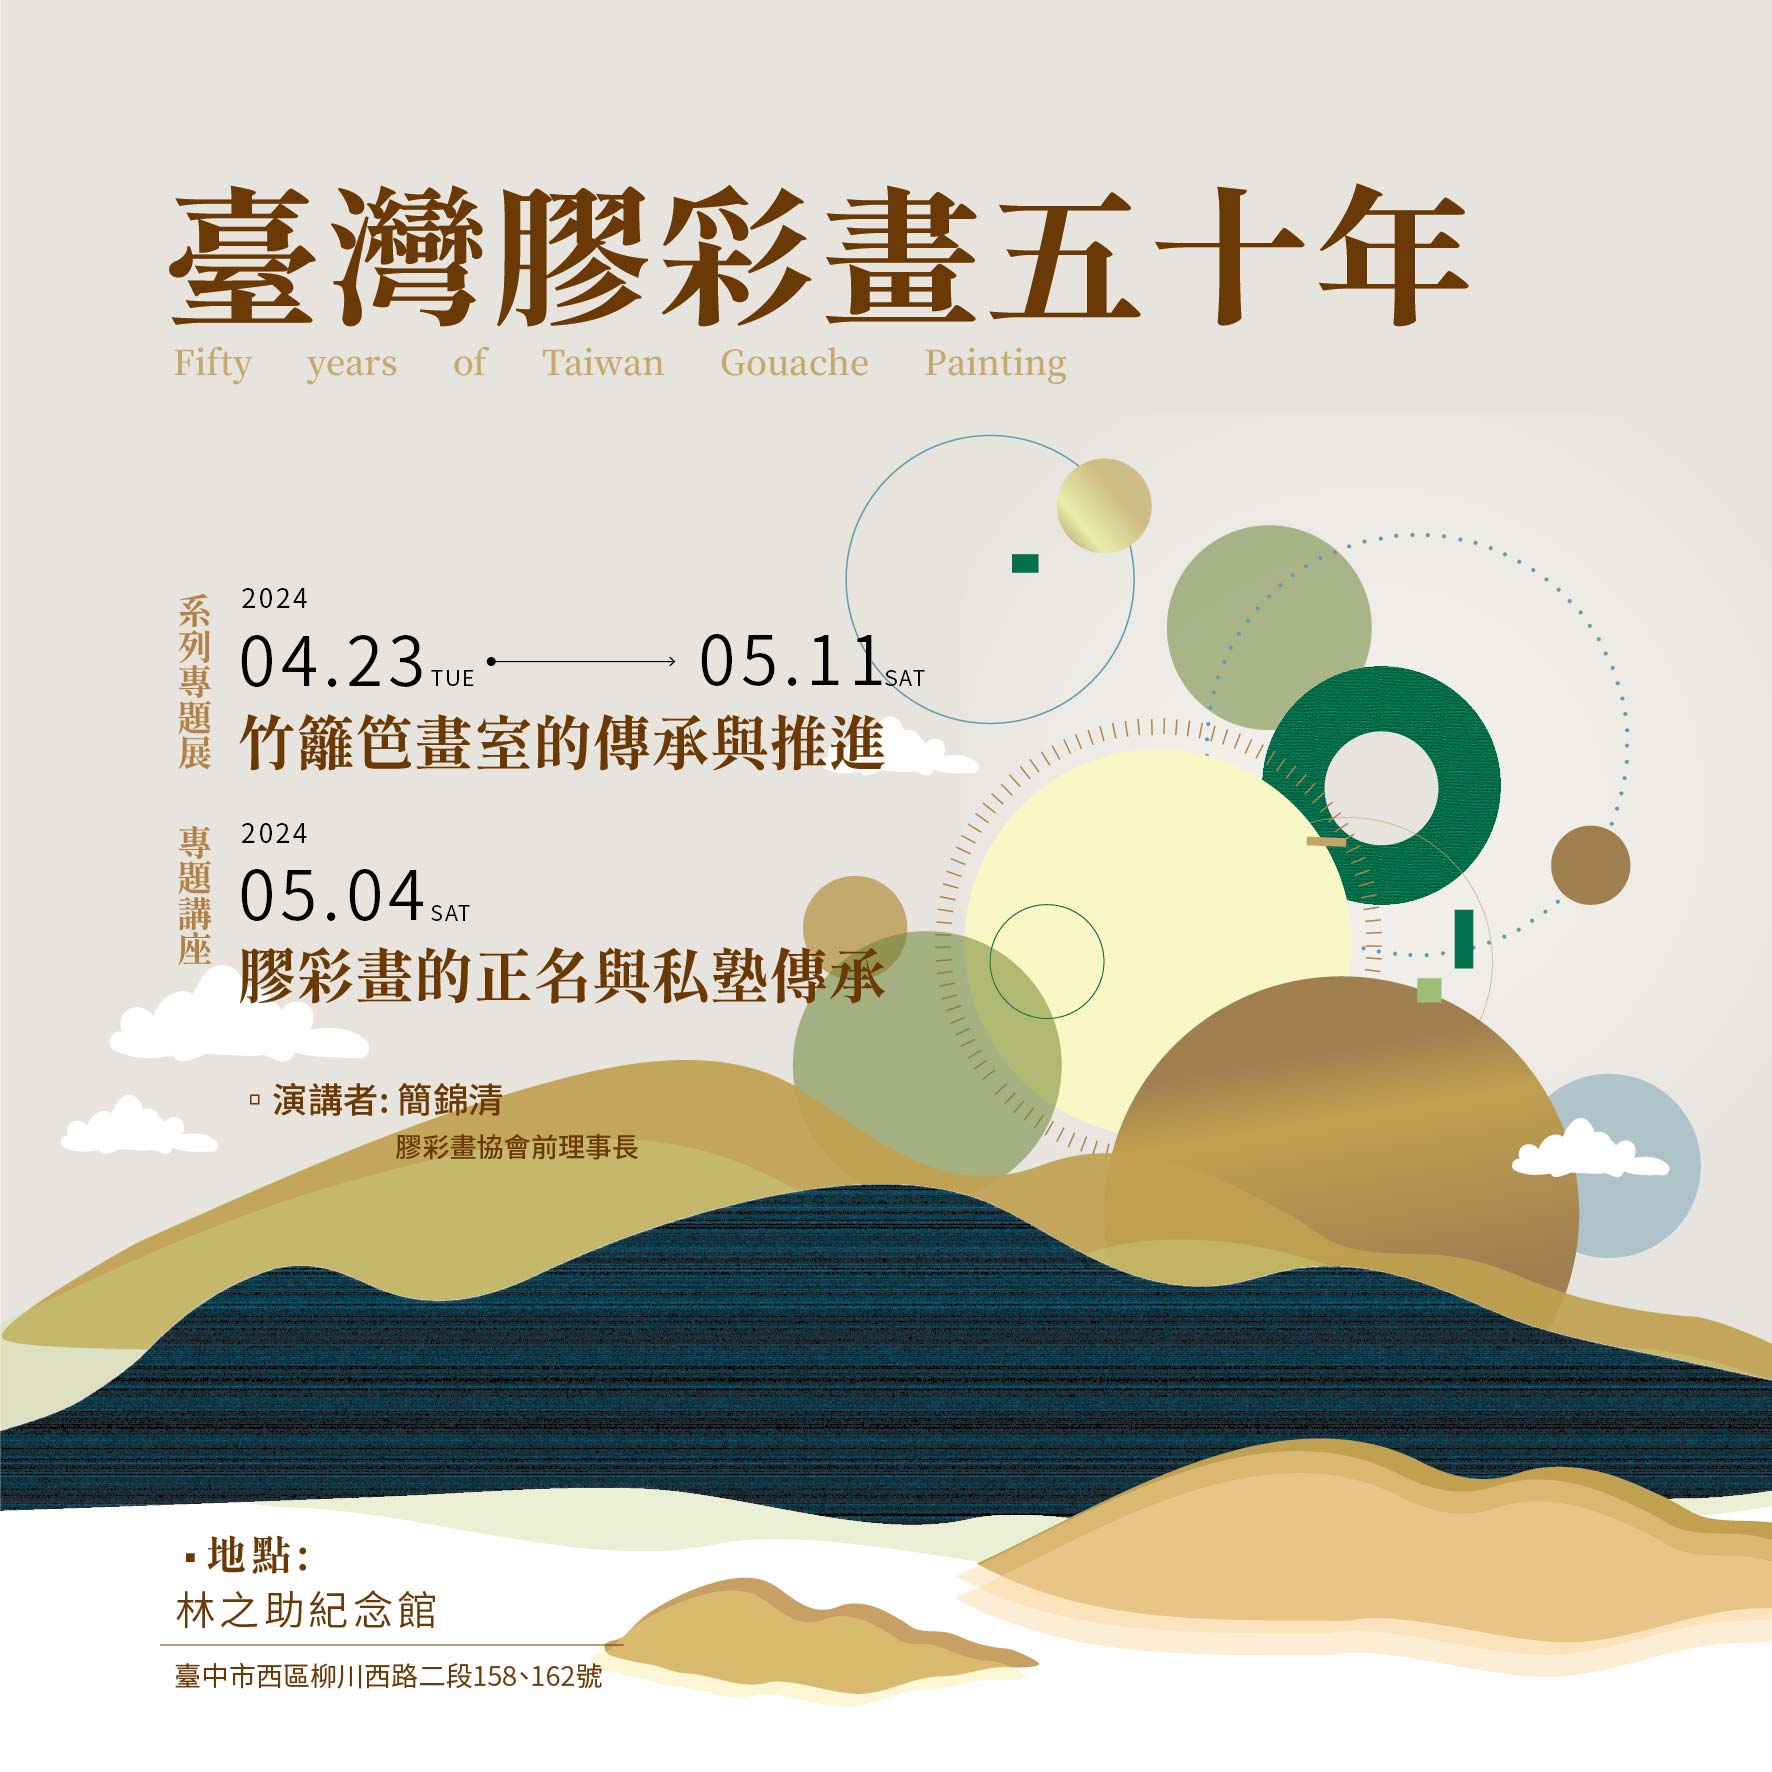 臺灣膠彩畫五十年
Fifty years of Taiwan Gouache Painting
系列專題展
2024
04.23 TUE 05.11 SAT
竹籬笆畫室的傳承與推進
專題講座
2024
05.04 SAT
膠彩畫的正名與私塾傳承
演講者: 簡錦清
膠彩畫協會前理事長
地點:
林之助紀念館
臺中市西區柳川西路二段158、162號